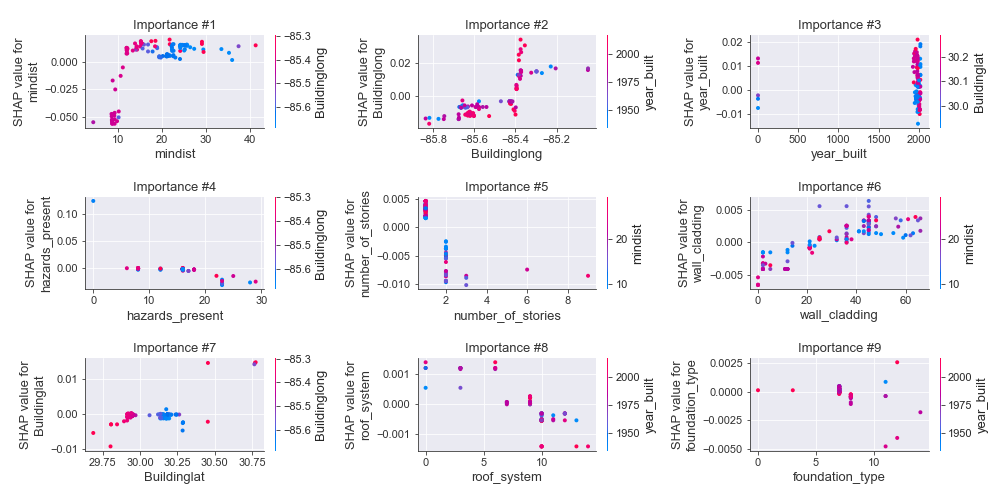 Importance #1
Importance #2
Importance #3
SHAP value for
mindist
0.000
−0.025
−0.050
10
20
30
40
mindist
−85.3
−85.4
−85.5
−85.6
Buildinglong
SHAP value for
Buildinglong
0.02
0.00
−85.8
−85.6
−85.4
−85.2
Buildinglong
2000
1975
1950
year_built
SHAP value for
year_built
0.02
0.01
0.00
−0.01
0
500
1000
1500
2000
year_built
30.2
30.1
30.0
Buildinglat
Importance #4
Importance #5
Importance #6
SHAP value for
hazards_present
0.10
0.05
0.00
0
10
20
30
hazards_present
−85.3
−85.4
−85.5
−85.6
Buildinglong
SHAP value for
number_of_stories
0.005
0.000
−0.005
−0.010
2
4
6
8
number_of_stories
20
10
mindist
SHAP value for
wall_cladding
0.005
0.000
−0.005
0
20
40
60
wall_cladding
20
10
mindist
Importance #7
Importance #8
Importance #9
SHAP value for
Buildinglat
0.01
0.00
−0.01
29.75
30.00
30.25
30.50
30.75
Buildinglat
−85.3
−85.4
−85.5
−85.6
Buildinglong
SHAP value for
roof_system
0.001
0.000
−0.001
0
5
10
roof_system
2000
1975
1950
year_built
SHAP value for
foundation_type
0.0025
0.0000
−0.0025
−0.0050
0
5
10
foundation_type
2000
1975
1950
year_built